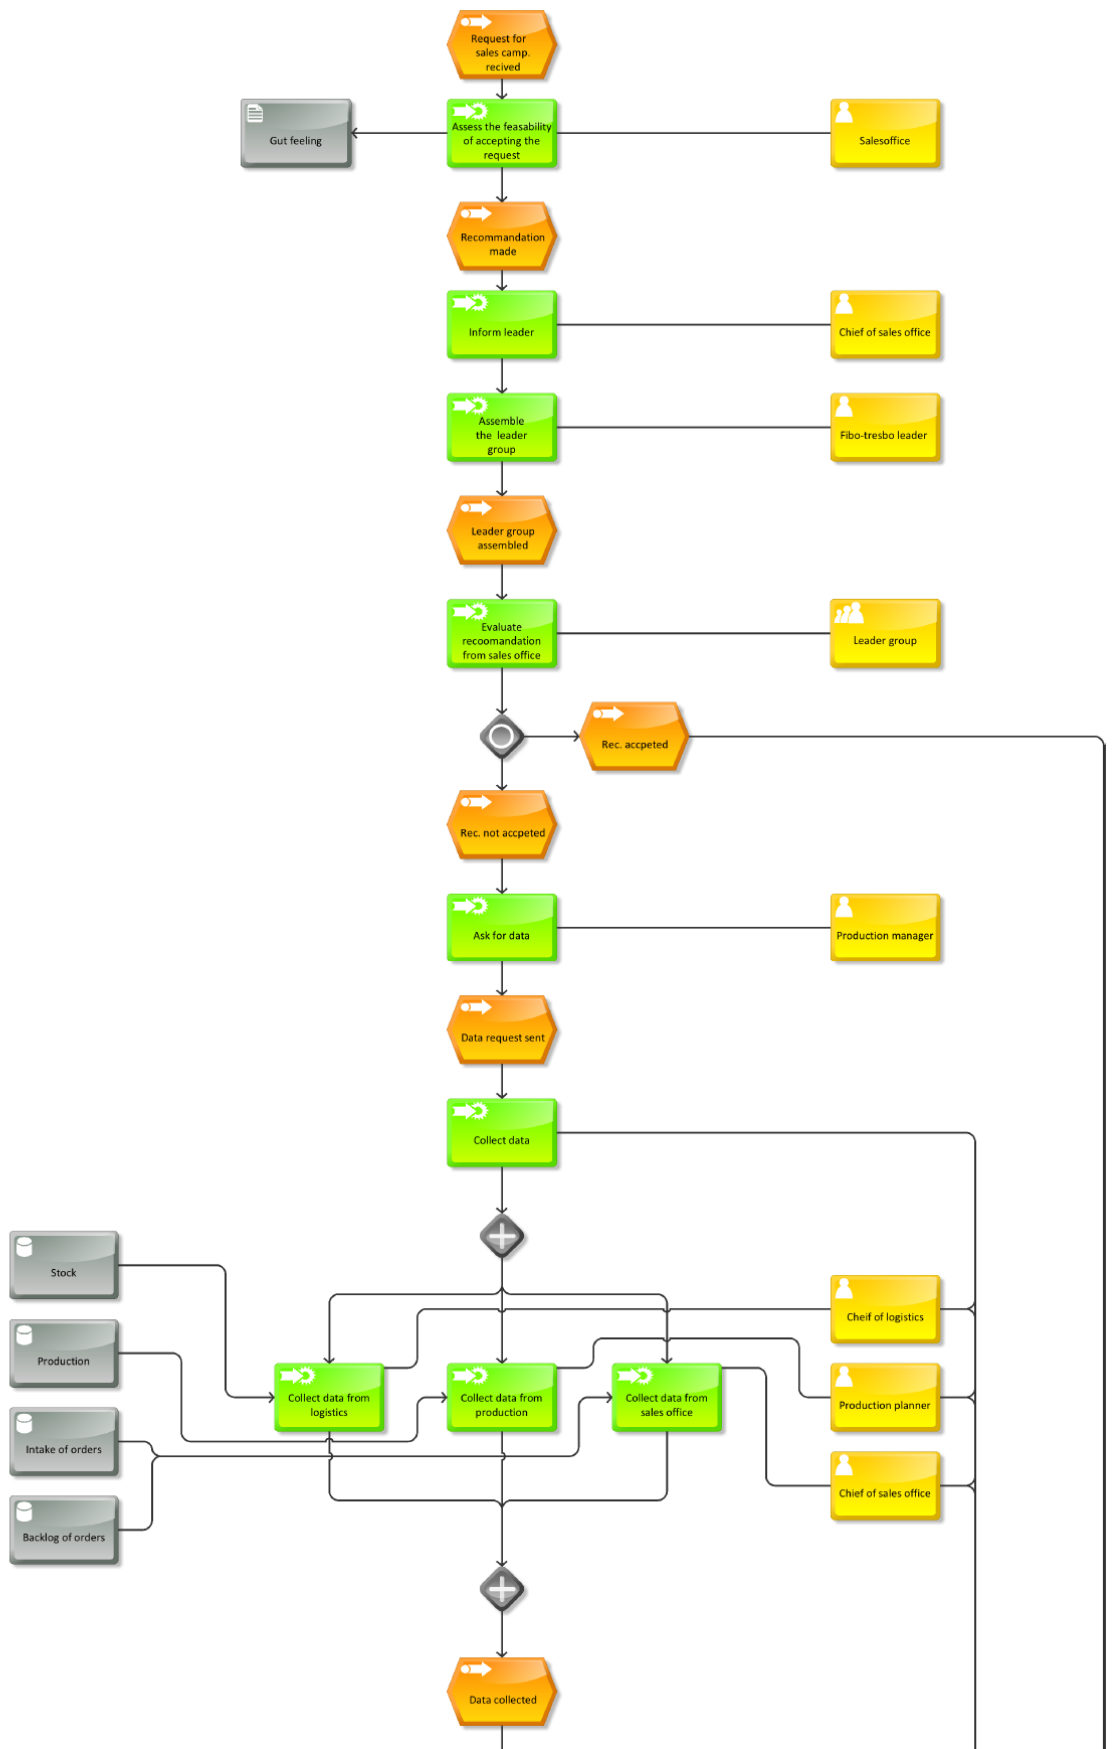 Request for
sales camp.
recived
Gut feeling
Assess the feasability
of accepting the
request
Salesoffice
Recommandation
made
Inform leader
Chief of sales office
Assemble
the leader
group
Fibo-tresbo leader
Leader group
assembled
Evaluate
recoomandation
from sales office
Leader group
Rec. accpeted
Rec. not accpeted
Ask for data
Production manager
Data request sent
Collect data
Stock
Cheif of logistics
Production
Collect data from
logistics
Collect data from
production
Collect data from
sales office
Production planner
Intake of orders
Chief of sales office
Backlog of orders
Data collected